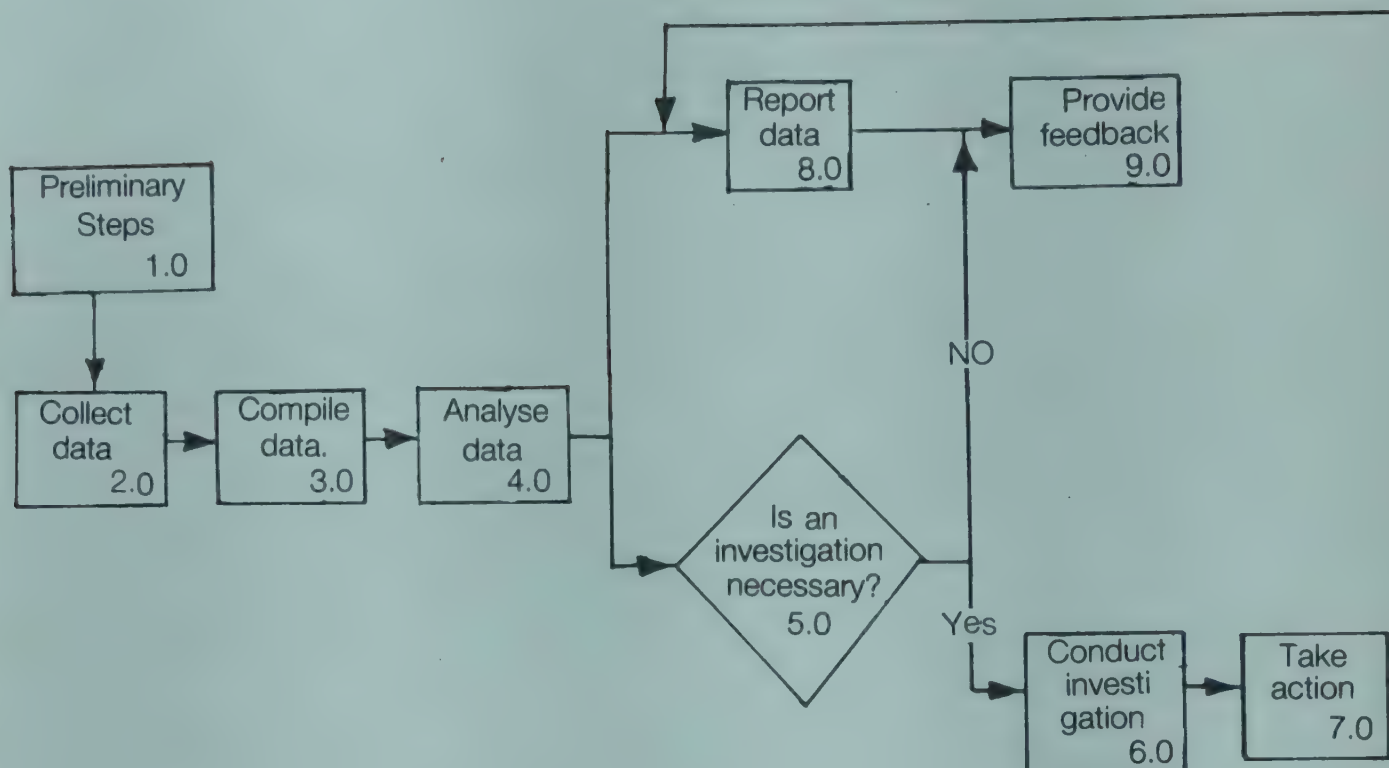 Preliminary
Steps
1.0
Collect
data
2.0
Compile
data.
3.0
Analyse
data
4.0
Is an
investigation
necessary?
5.0
NO
Yes
Conduct
investi
gation
6.0
Take
action
7.0
Report
data
8.0
Provide
feedback
9.0